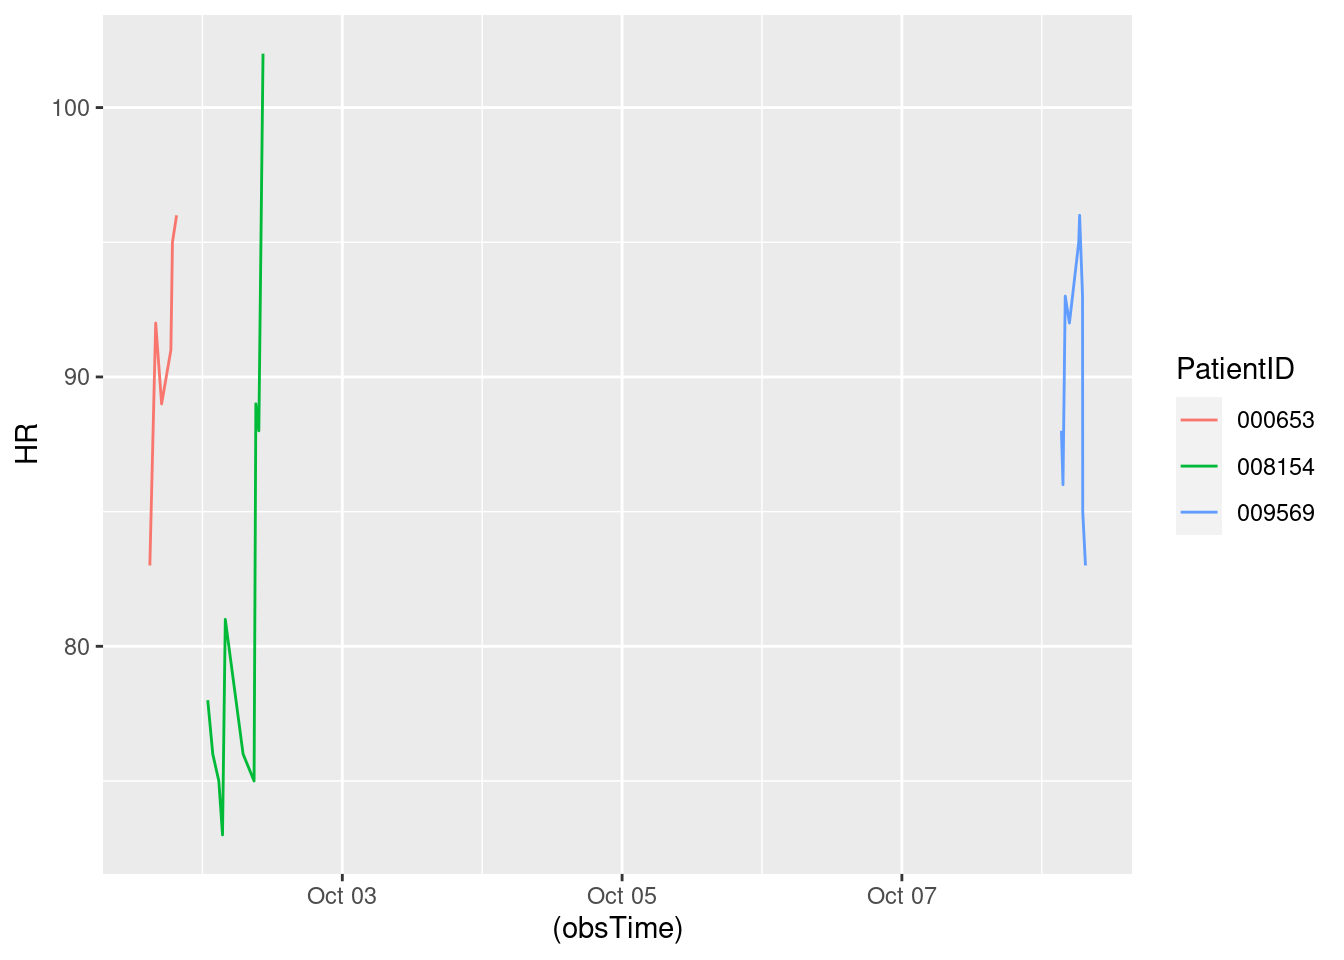 100
90
80
HR
Oct 03
Oct 05
Oct 07
(obsTime)
PatientID
000653
008154
009569